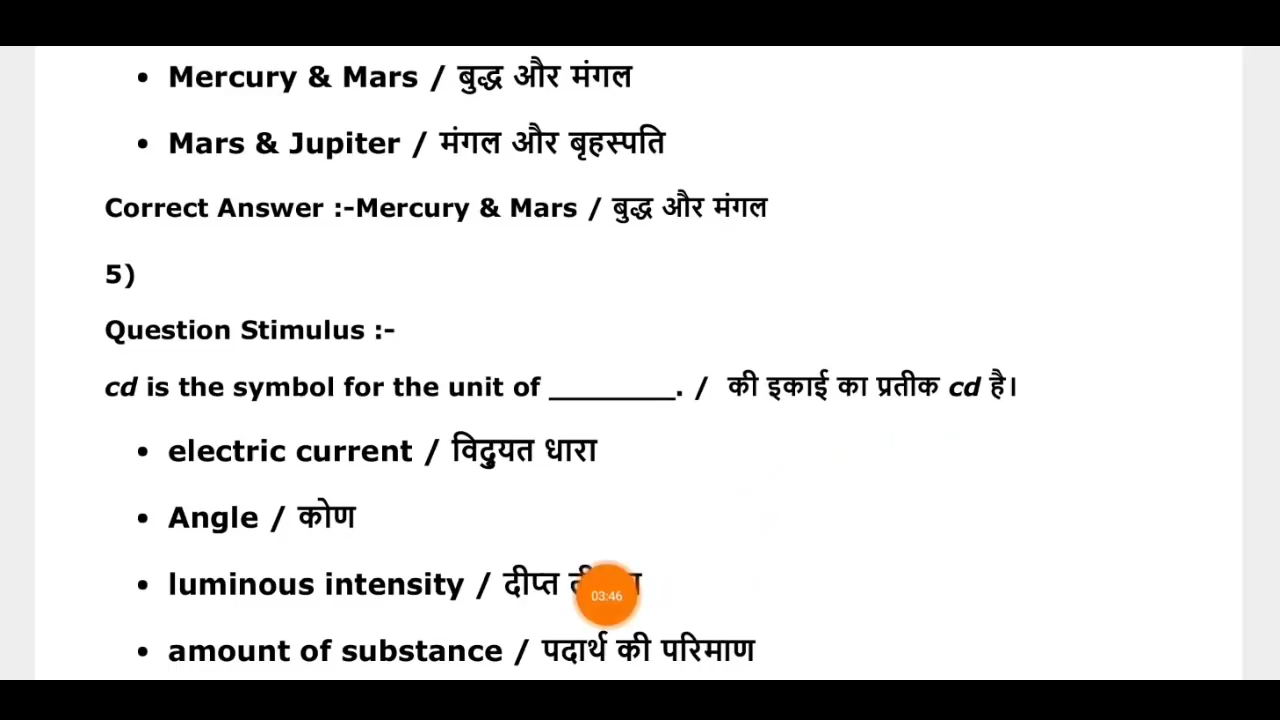 Mercury & Mars / बुद्ध और मंगल
Mars & Jupiter / मंगल और बृहस्पति
Correct Answer :-Mercury & Mars / बुद्ध और मंगल
5)
Question Stimulus :-
cd is the symbol for the unit of ________. / की इकाई का प्रतीक cd है।
electric current / विद्युयत धारा
Angle / कोण
luminous intensity / दीप्त
03:46
amount of substance / पदार्थ की परिमाण